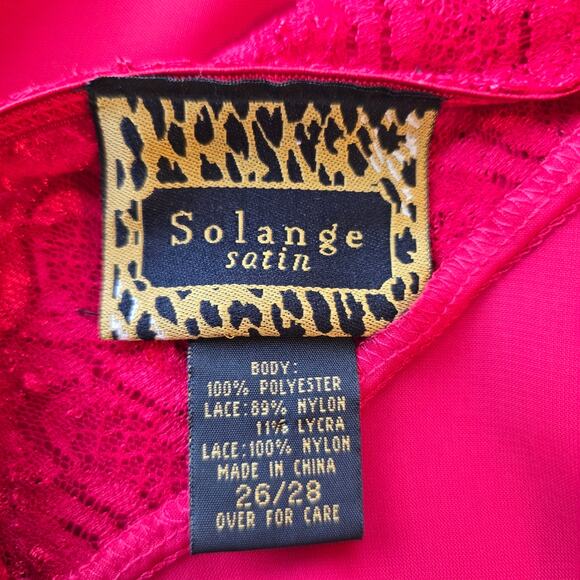 Solange
satin
BODY:
100% POLYESTER
LACE:89% NYLON
11% LYCRA
LACE:100% NYLON
MADE IN CHINA
26/28
OVER FOR CARE